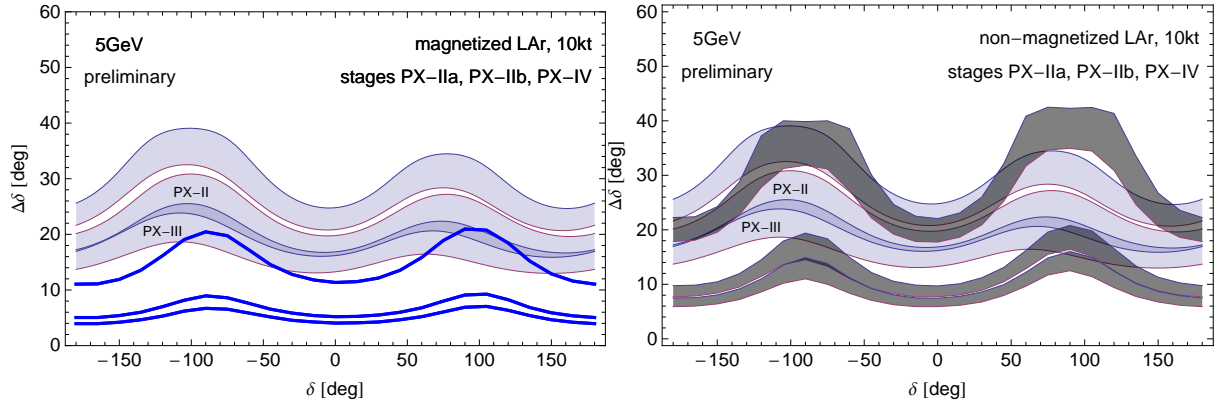 60
50
40
30
20
10
0
Δδ [deg]
5GeV
magnetized LAr, 10kt
preliminary
stages PX−IIa, PX−IIb, PX−IV
PX−II
PX−III
−150
−100
−50
0
50
100
150
δ [deg]
60
50
40
30
20
10
0
Δδ [deg]
5GeV
non−magnetized LAr, 10kt
preliminary
stages PX−IIa, PX−IIb, PX−IV
PX−II
PX−III
−150
−100
−50
0
50
100
150
δ [deg]